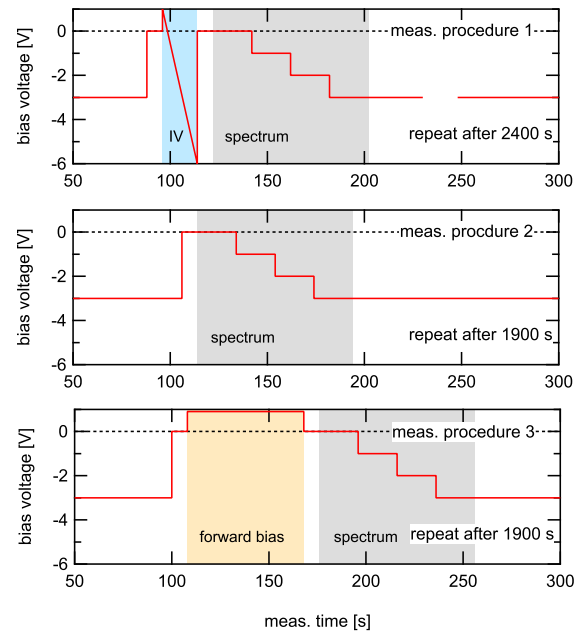 0
meas. procedure 1
-2
-4
IV
spectrum
repeat after 2400 s
-6
bias voltage [V]
50
100
150
200
250
300
0
meas. procdure 2
-2
-4
spectrum
repeat after 1900s
-6
bias voltage [V]
50
100
150
200
250
300
0
meas. procedure 3
-2
-4
forward bias
spectrum
repeat after 1900s
-6
bias voltage [V]
50
100
150
200
250
300
meas. time [s]